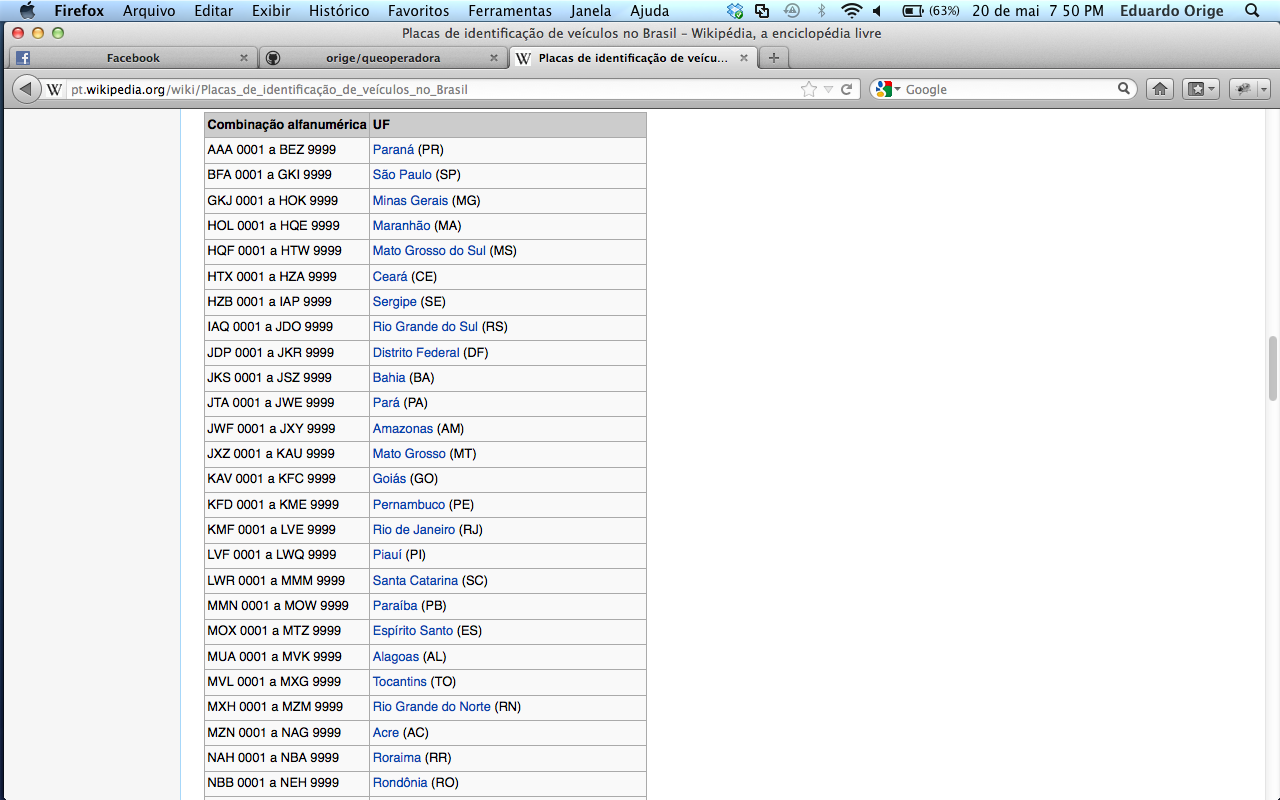 Firefox Arquivo Editar Exibir Histórico Favoritos Ferramentas Janela Ajuda (63%) 20 de mai 7 50 PM Eduardo Orige
Placas de identificação de veículos no Brasil – Wikipédia, a enciclopédia livre
Facebook orige/queoperadora W Placas de identificação de veícu...
W pt.wikipedia.org/wiki/Placas_de_identificação_de_veículos_no_Brasil Google
Combinação alfanumérica UF
AAA 0001 a BEZ 9999 Paraná (PR)
BFA 0001 a GKI 9999 São Paulo (SP)
GKJ 0001 a HOK 9999 Minas Gerais (MG)
HOL 0001 a HQE 9999 Maranhão (MA)
HQF 0001 a HTW 9999 Mato Grosso do Sul (MS)
HTX 0001 a HZA 9999 Ceará (CE)
HZB 0001 a IAP 9999 Sergipe (SE)
IAQ 0001 a JDO 9999 Rio Grande do Sul (RS)
JDP 0001 a JKR 9999 Distrito Federal (DF)
JKS 0001 a JSZ 9999 Bahia (BA)
JTA 0001 a JWE 9999 Pará (PA)
JWF 0001 a JXY 9999 Amazonas (AM)
JXZ 0001 a KAU 9999 Mato Grosso (MT)
KAV 0001 a KFC 9999 Goiás (GO)
KFD 0001 a KME 9999 Pernambuco (PE)
KMF 0001 a LVE 9999 Rio de Janeiro (RJ)
LVF 0001 a LWQ 9999 Piauí (PI)
LWR 0001 a MMM 9999 Santa Catarina (SC)
MMN 0001 a MOW 9999 Paraíba (PB)
MOX 0001 a MTZ 9999 Espírito Santo (ES)
MUA 0001 a MVK 9999 Alagoas (AL)
MVL 0001 a MXG 9999 Tocantins (TO)
MXH 0001 a MZM 9999 Rio Grande do Norte (RN)
MZN 0001 a NAG 9999 Acre (AC)
NAH 0001 a NBA 9999 Roraima (RR)
NBB 0001 a NEH 9999 Rondônia (RO)